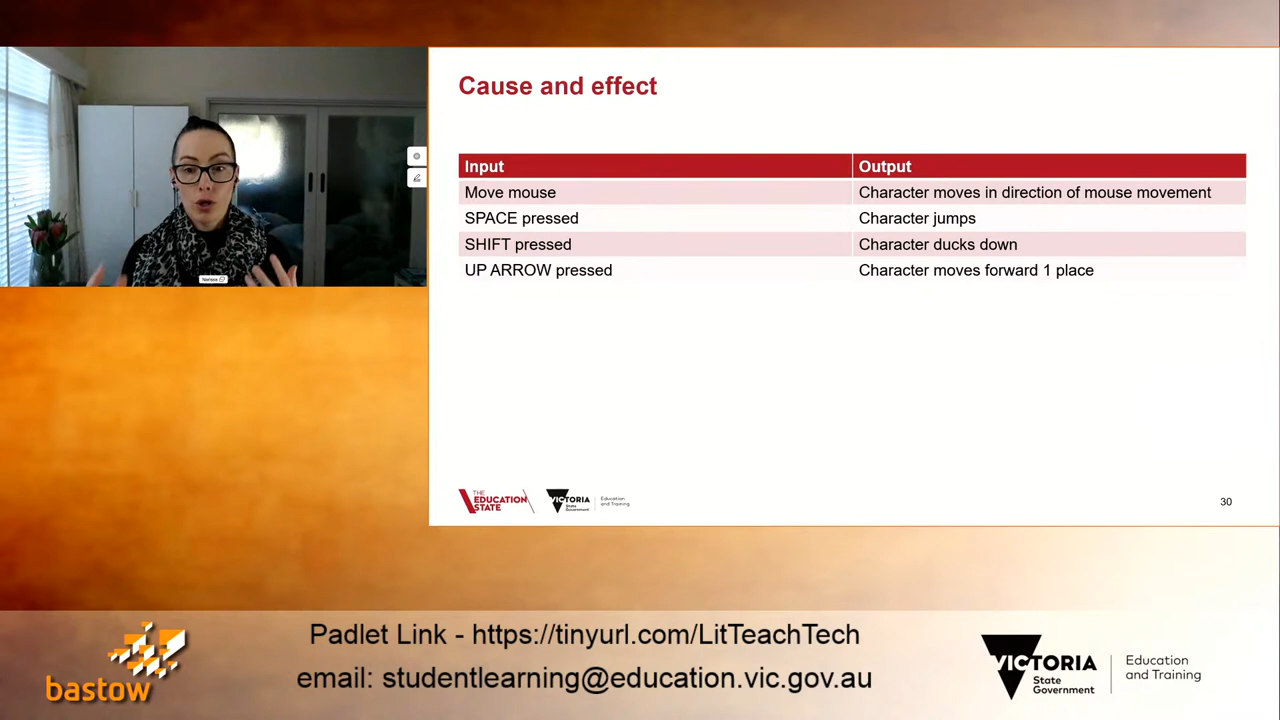 Cause and effect
Input Output
Move mouse Character moves in direction of mouse movement
SPACE pressed Character jumps
SHIFT pressed Character ducks down
UP ARROW pressed Character moves forward 1 place
Narissa
THE
EDUCATION
STATE
VICTORIA
State
Government
Education
and Training
30
bastow
Padlet Link - https://tinyurl.com/LitTeachTech
email: studentlearning@education.vic.gov.au
VICTORIA
State
Government
Education
and Training